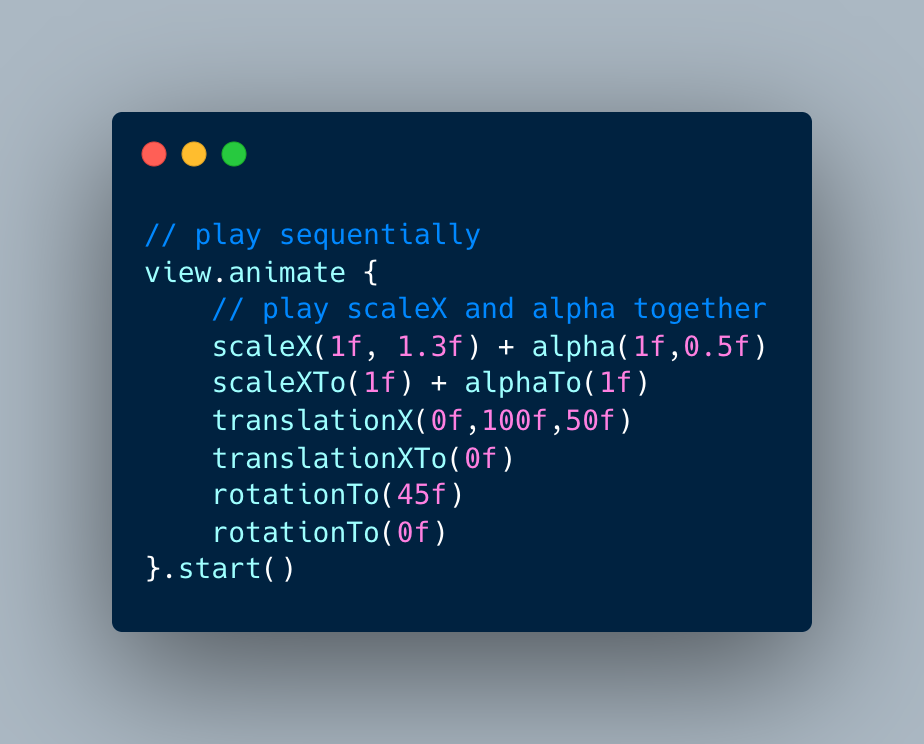 // play sequentially
view.animate {
    // play scaleX and alpha together
    scaleX(1f, 1.3f) + alpha(1f,0.5f)
    scaleXTo(1f) + alphaTo(1f)
    translationX(0f,100f,50f)
    translationXTo(0f)
    rotationTo(45f)
    rotationTo(0f)
}.start()